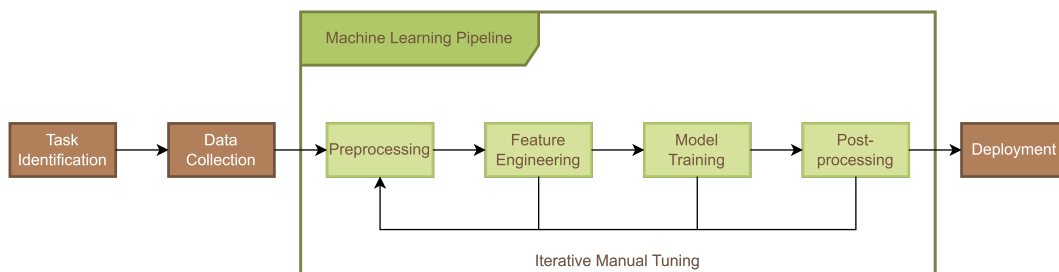 Machine Learning Pipeline
Task
Identification
Data
Collection
Preprocessing
Feature
Engineering
Model
Training
Post-
processing
Deployment
Iterative Manual Tuning